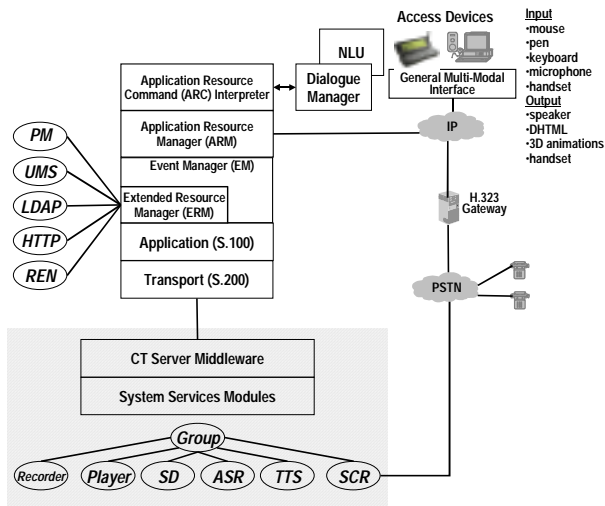 Access Devices
Input
•mouse
•pen
•keyboard
•microphone
•handset
Output
•speaker
•DHTML
•3D animations
•handset
NLU
Dialogue
Manager
General Multi-Modal
Interface
Application Resource
Command (ARC) Interpreter
Application Resource
Manager (ARM)
Event Manager (EM)
Extended Resource
Manager (ERM)
Application (S.100)
Transport (S.200)
PM
UMS
LDAP
HTTP
REN
IP
H.323
Gateway
PSTN
CT Server Middleware
System Services Modules
Group
Recorder
Player
SD
ASR
TTS
SCR